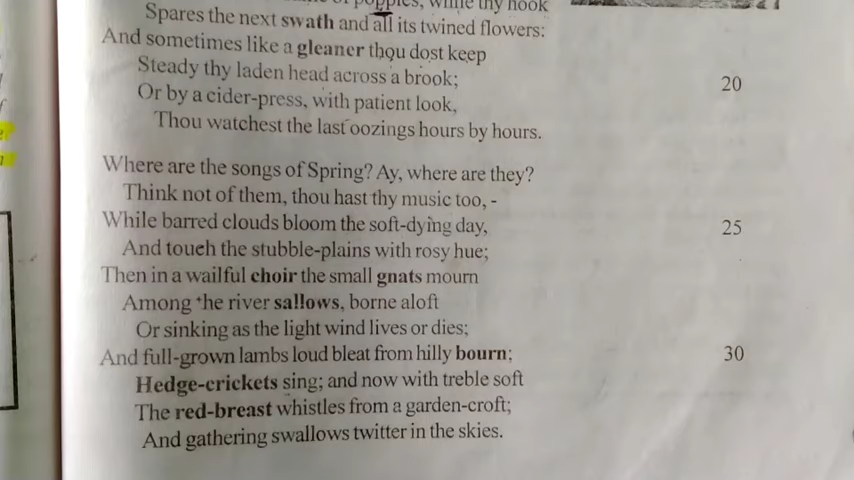 poppies, while thy hook
Spares the next swath and all its twined flowers:
And sometimes like a gleaner thou dost keep
Steady thy laden head across a brook;
20
Or by a cider-press, with patient look,
Thou watchest the last oozings hours by hours.
Where are the songs of Spring? Ay, where are they?
Think not of them, thou hast thy music too, -
While barred clouds bloom the soft-dying day,
25
And touch the stubble-plains with rosy hue;
Then in a wailful choir the small gnats mourn
Among the river sallows, borne aloft
Or sinking as the light wind lives or dies;
And full-grown lambs loud bleat from hilly bourn;
30
Hedge-crickets sing; and now with treble soft
The red-breast whistles from a garden-croft;
And gathering swallows twitter in the skies.